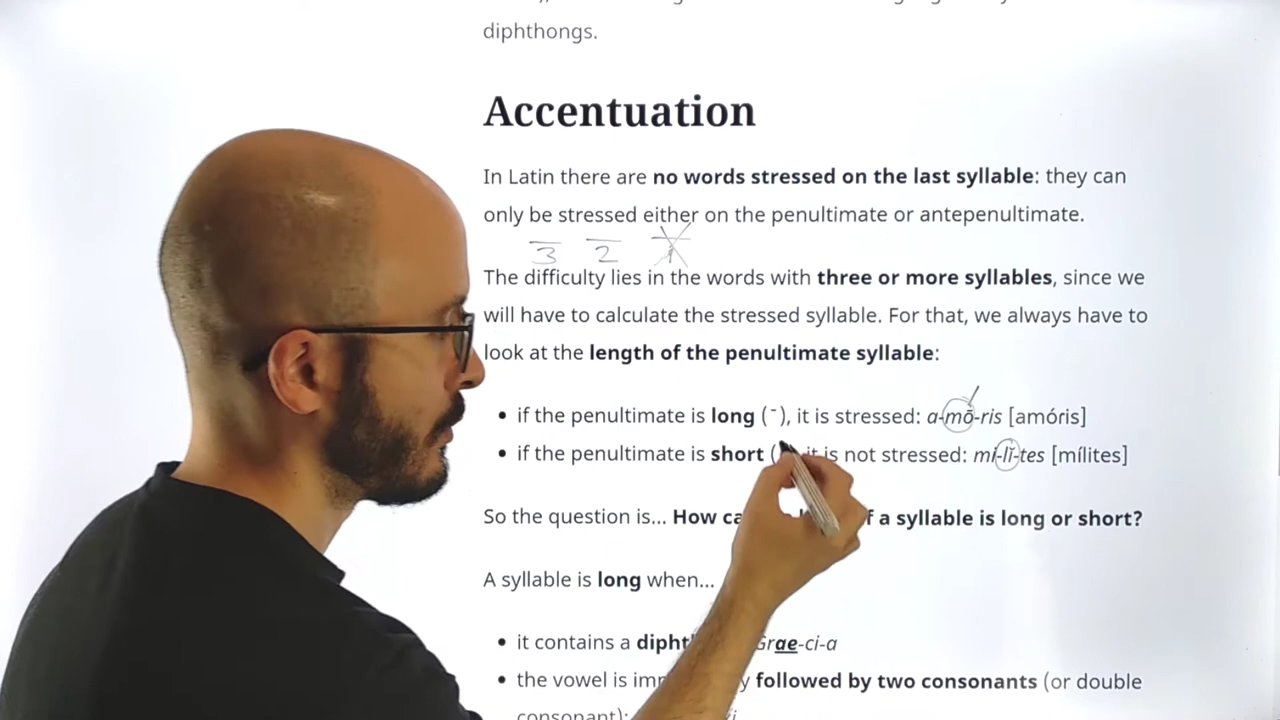 diphthongs.
Accentuation
In Latin there are no words stressed on the last syllable: they can
only be stressed either on the penultimate or antepenultimate.
3 2 1
The difficulty lies in the words with three or more syllables, since we
will have to calculate the stressed syllable. For that, we always have to
look at the length of the penultimate syllable:
• if the penultimate is long (ˉ), it is stressed: a-mō-ris [amóris]
• if the penultimate is short ( it is not stressed: mi-lĭ-tes [mílites]
So the question is... How f a syllable is long or short?
A syllable is long when...
• it contains a Grae-ci-a
• the vowel is followed by two consonants (or double
consonant):